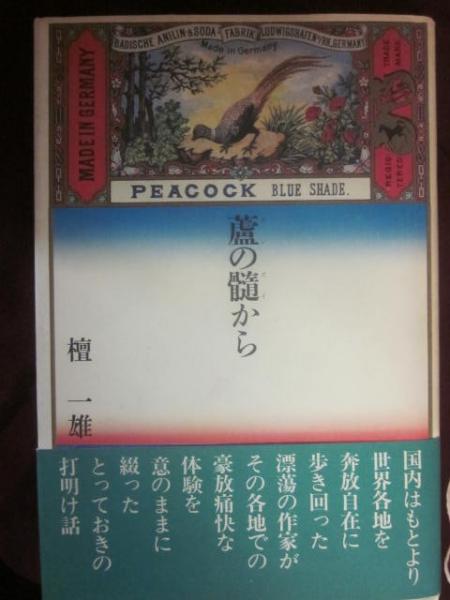 BADISCHE ANILIN-&SODA-FABRIK LUDWIGSHAFEN a/RH. GERMANY.
Made in Germany
MADE IN GERMANY
TRADE MARK
REGISTERED
PEACOCK BLUE SHADE.
蘆の髄から
檀 一雄
国内はもとより
世界各地を
奔放自在に
歩き回った
漂蕩の作家が
その各地での
豪放痛快な
体験を
意のままに
綴った
とっておきの
打明け話